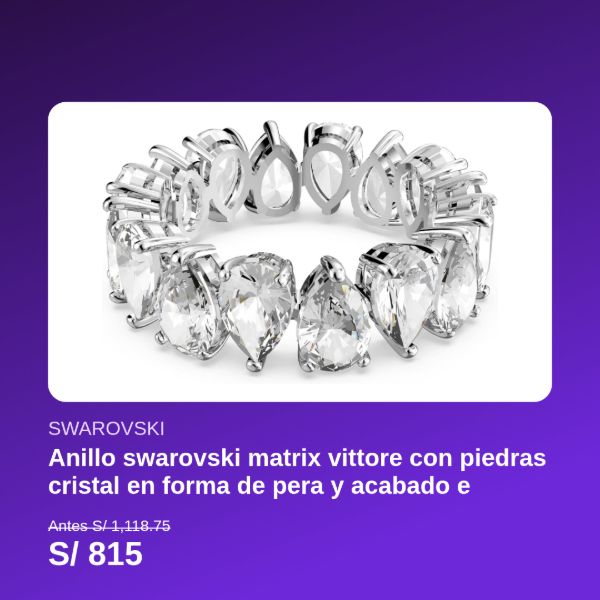 SWAROVSKI
Anillo swarovski matrix vittore con piedras
cristal en forma de pera y acabado e
Antes S/ 1,118.75
S/ 815